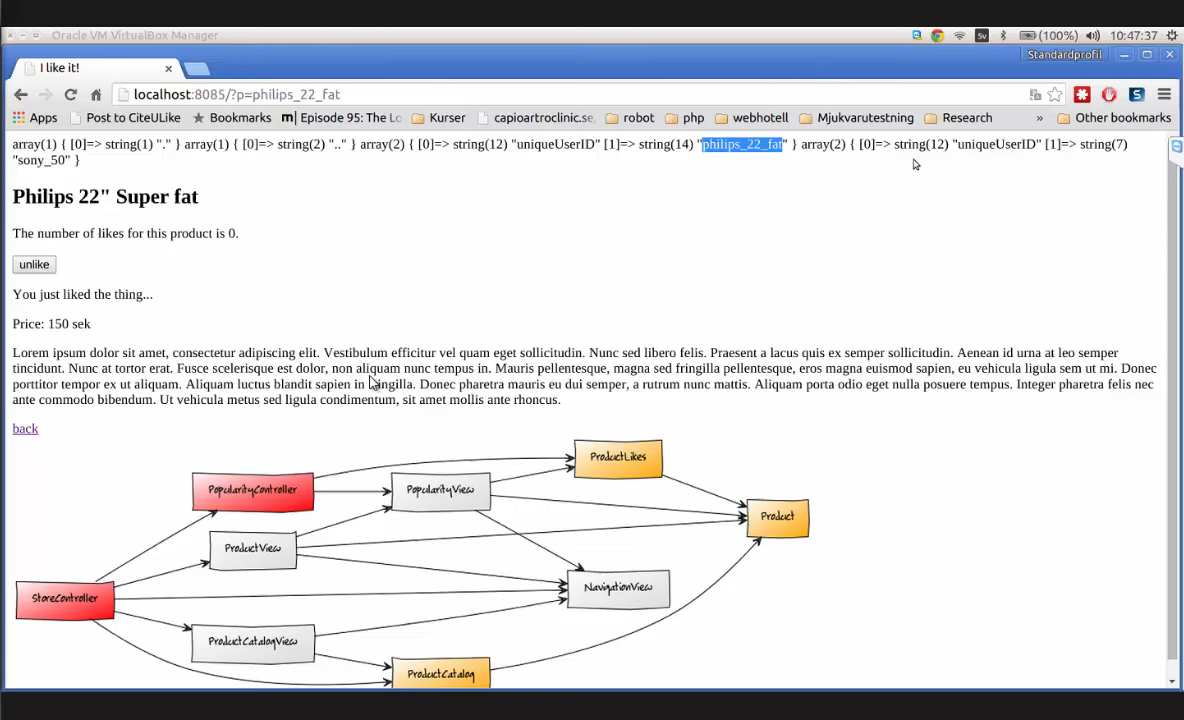 Oracle VM VirtualBox Manager
Sv
(100%)
10:47:37
I like it!
Standardprofil
localhost:8085/?p=philips_22_fat
Apps
Post to CiteULike
Bookmarks
m| Episode 95: The Lo
Kurser
capioartroclinic.se,
robot
php
webhotell
Mjukvarutestning
Research
»
Other bookmarks
array(1) { [0]=> string(1) "." } array(1) { [0]=> string(2) ".." } array(2) { [0]=> string(12) "uniqueUserID" [1]=> string(14) "philips_22_fat" } array(2) { [0]=> string(12) "uniqueUserID" [1]=> string(7)
"sony_50" }
Philips 22" Super fat
The number of likes for this product is 0.
unlike
You just liked the thing...
Price: 150 sek
Lorem ipsum dolor sit amet, consectetur adipiscing elit. Vestibulum efficitur vel quam eget sollicitudin. Nunc sed libero felis. Praesent a lacus quis ex semper sollicitudin. Aenean id urna at leo semper
tincidunt. Nunc at tortor erat. Fusce scelerisque est dolor, non aliquam nunc tempus in. Mauris pellentesque, magna sed fringilla pellentesque, eros magna euismod sapien, eu vehicula ligula sem ut mi. Donec
porttitor tempor ex ut aliquam. Aliquam luctus blandit sapien in fringilla. Donec pharetra mauris eu dui semper, a rutrum nunc mattis. Aliquam porta odio eget nulla posuere tempus. Integer pharetra felis nec
ante commodo bibendum. Ut vehicula metus sed ligula condimentum, sit amet mollis ante rhoncus.
back
ProductLikes
PopularityController
PopularityView
Product
ProductView
NavigationView
StoreController
ProductCatalogView
ProductCatalog